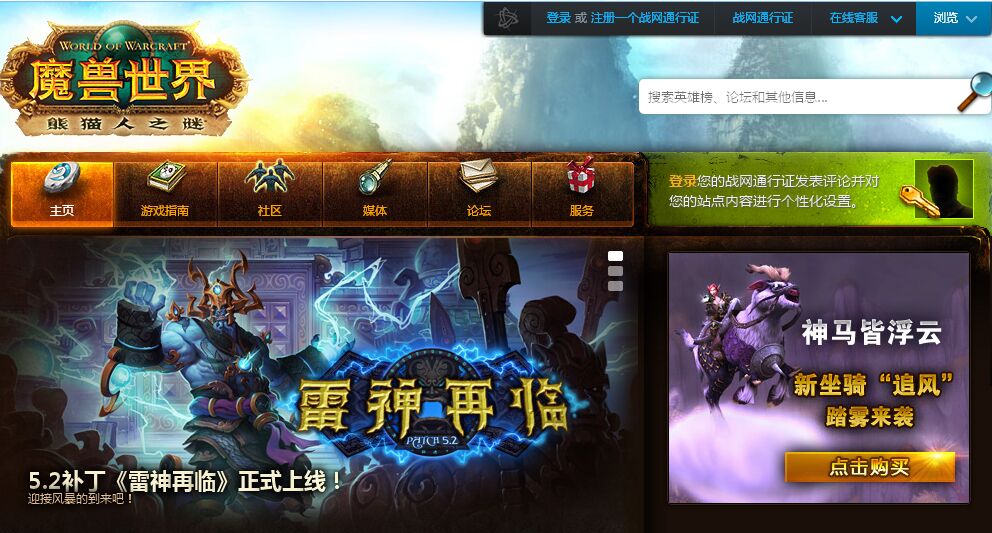 登录 或 注册一个战网通行证
战网通行证
在线客服
浏览
WORLD OF WARCRAFT
魔兽世界
熊猫人之谜
搜索英雄榜、论坛和其他信息...
主页
游戏指南
社区
媒体
论坛
服务
登录您的战网通行证发表评论并对
您的站点内容进行个性化设置。
雷神再临
PATCH 5.2
5.2补丁《雷神再临》正式上线！
迎接风暴的到来吧！
神马皆浮云
新坐骑“追风”
踏雾来袭
点击购买